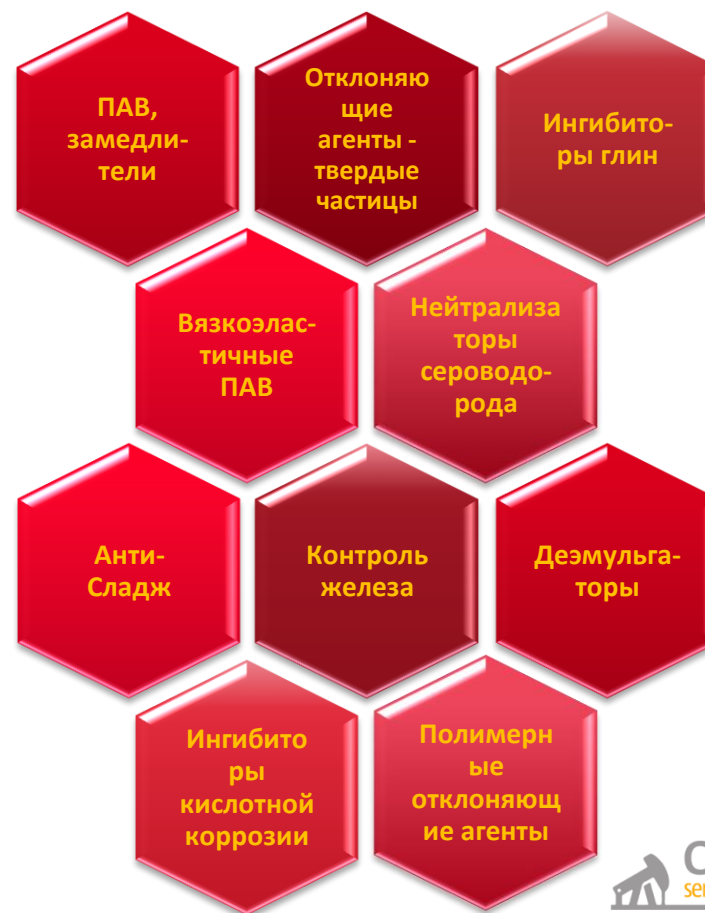 ПАВ,
замедли-
тели
Отклоняю
щие
агенты -
твердые
частицы
Ингибито-
ры глин
Вязкоэлас-
тичные
ПАВ
Нейтрализа
торы
сероводо-
рода
Анти-
Сладж
Контроль
железа
Деэмульга-
торы
Ингибито
ры
кислотной
коррозии
Полимерн
ые
отклоняющ
ие агенты